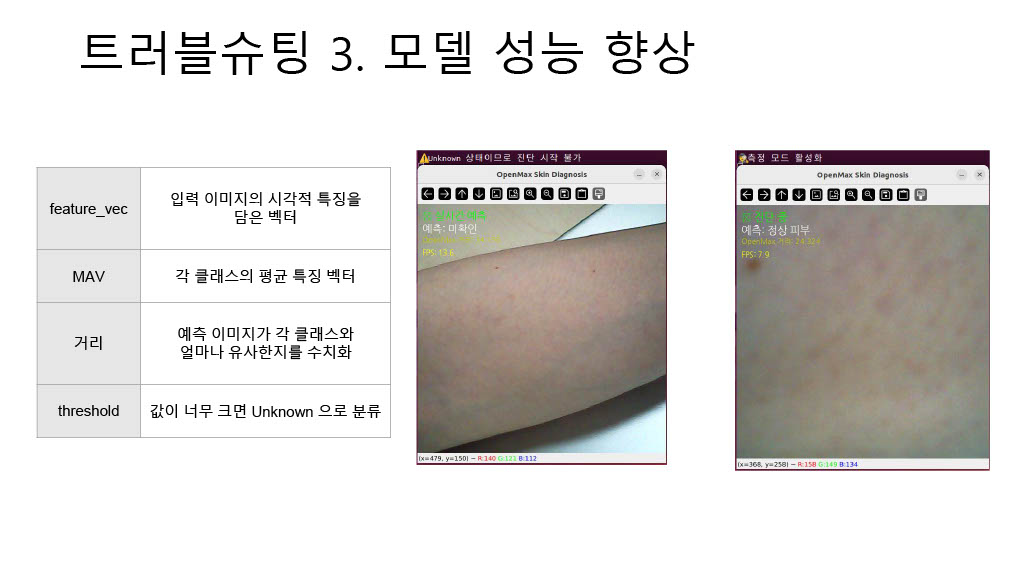 트러블슈팅 3. 모델 성능 향상
feature_vec
입력 이미지의 시각적 특징을
담은 벡터
MAV
각 클래스의 평균 특징 벡터
거리
예측 이미지가 각 클래스와
얼마나 유사한지를 수치화
threshold
값이 너무 크면 Unknown 으로 분류
Unknown 상태이므로 진단 시작 불가
OpenMax Skin Diagnosis
예측: 미확인
FPS: 13.6
(x=479, y=150) ~ R:140 G:121 B:112
측정 모드 활성화
OpenMax Skin Diagnosis
예측: 정상 피부
OpenMax 거리: 24.324
FPS: 7.9
(x=368, y=258) ~ R:158 G:149 B:134